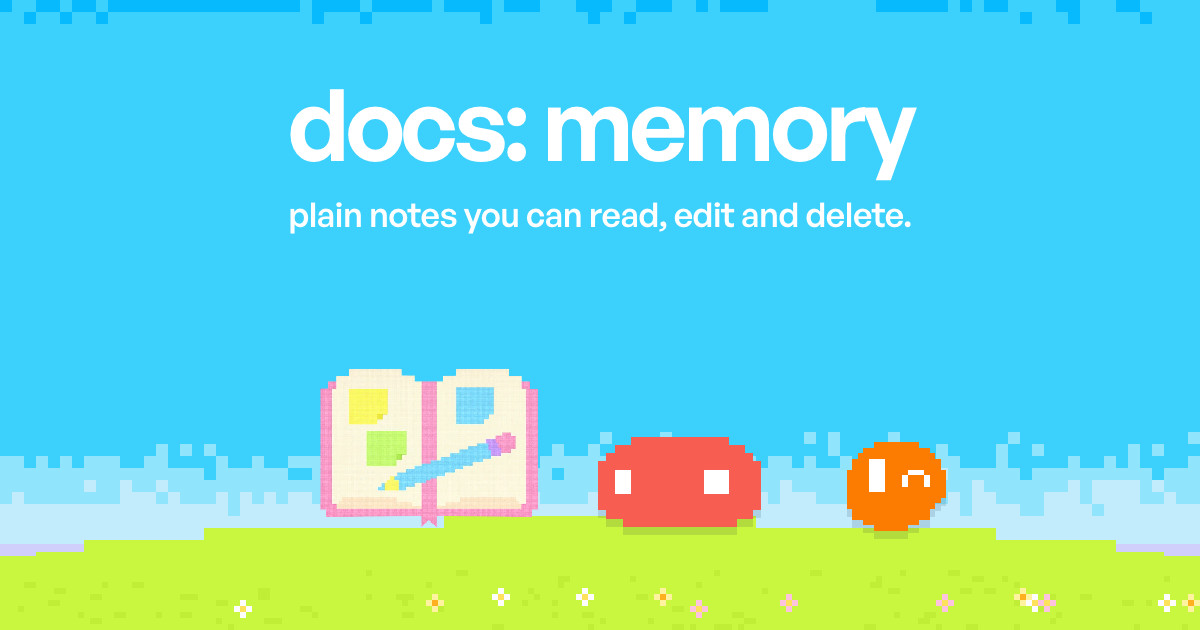 docs: memory
plain notes you can read, edit and delete.